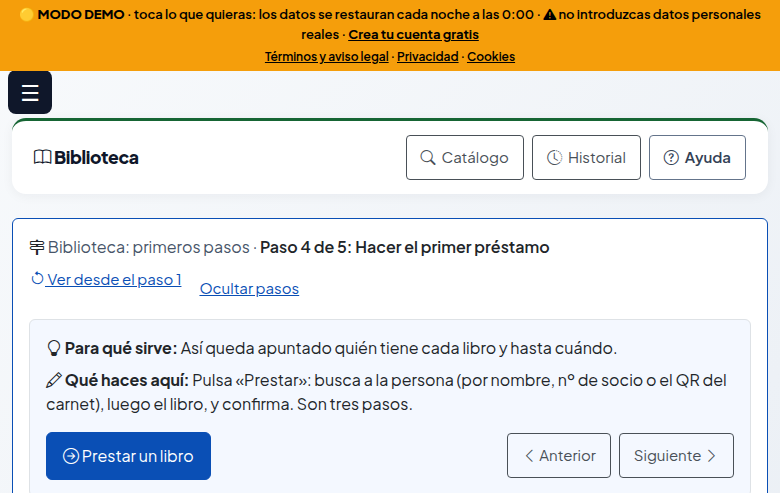 MODO DEMO · toca lo que quieras: los datos se restauran cada noche a las 0:00 · ⚠ no introduzcas datos personales
reales · Crea tu cuenta gratis
Términos y aviso legal · Privacidad · Cookies
Biblioteca
Catálogo
Historial
Ayuda
Biblioteca: primeros pasos · Paso 4 de 5: Hacer el primer préstamo
Ver desde el paso 1
Ocultar pasos
Para qué sirve: Así queda apuntado quién tiene cada libro y hasta cuándo.
Qué haces aquí: Pulsa «Prestar»: busca a la persona (por nombre, nº de socio o el QR del
carnet), luego el libro, y confirma. Son tres pasos.
Prestar un libro
Anterior
Siguiente